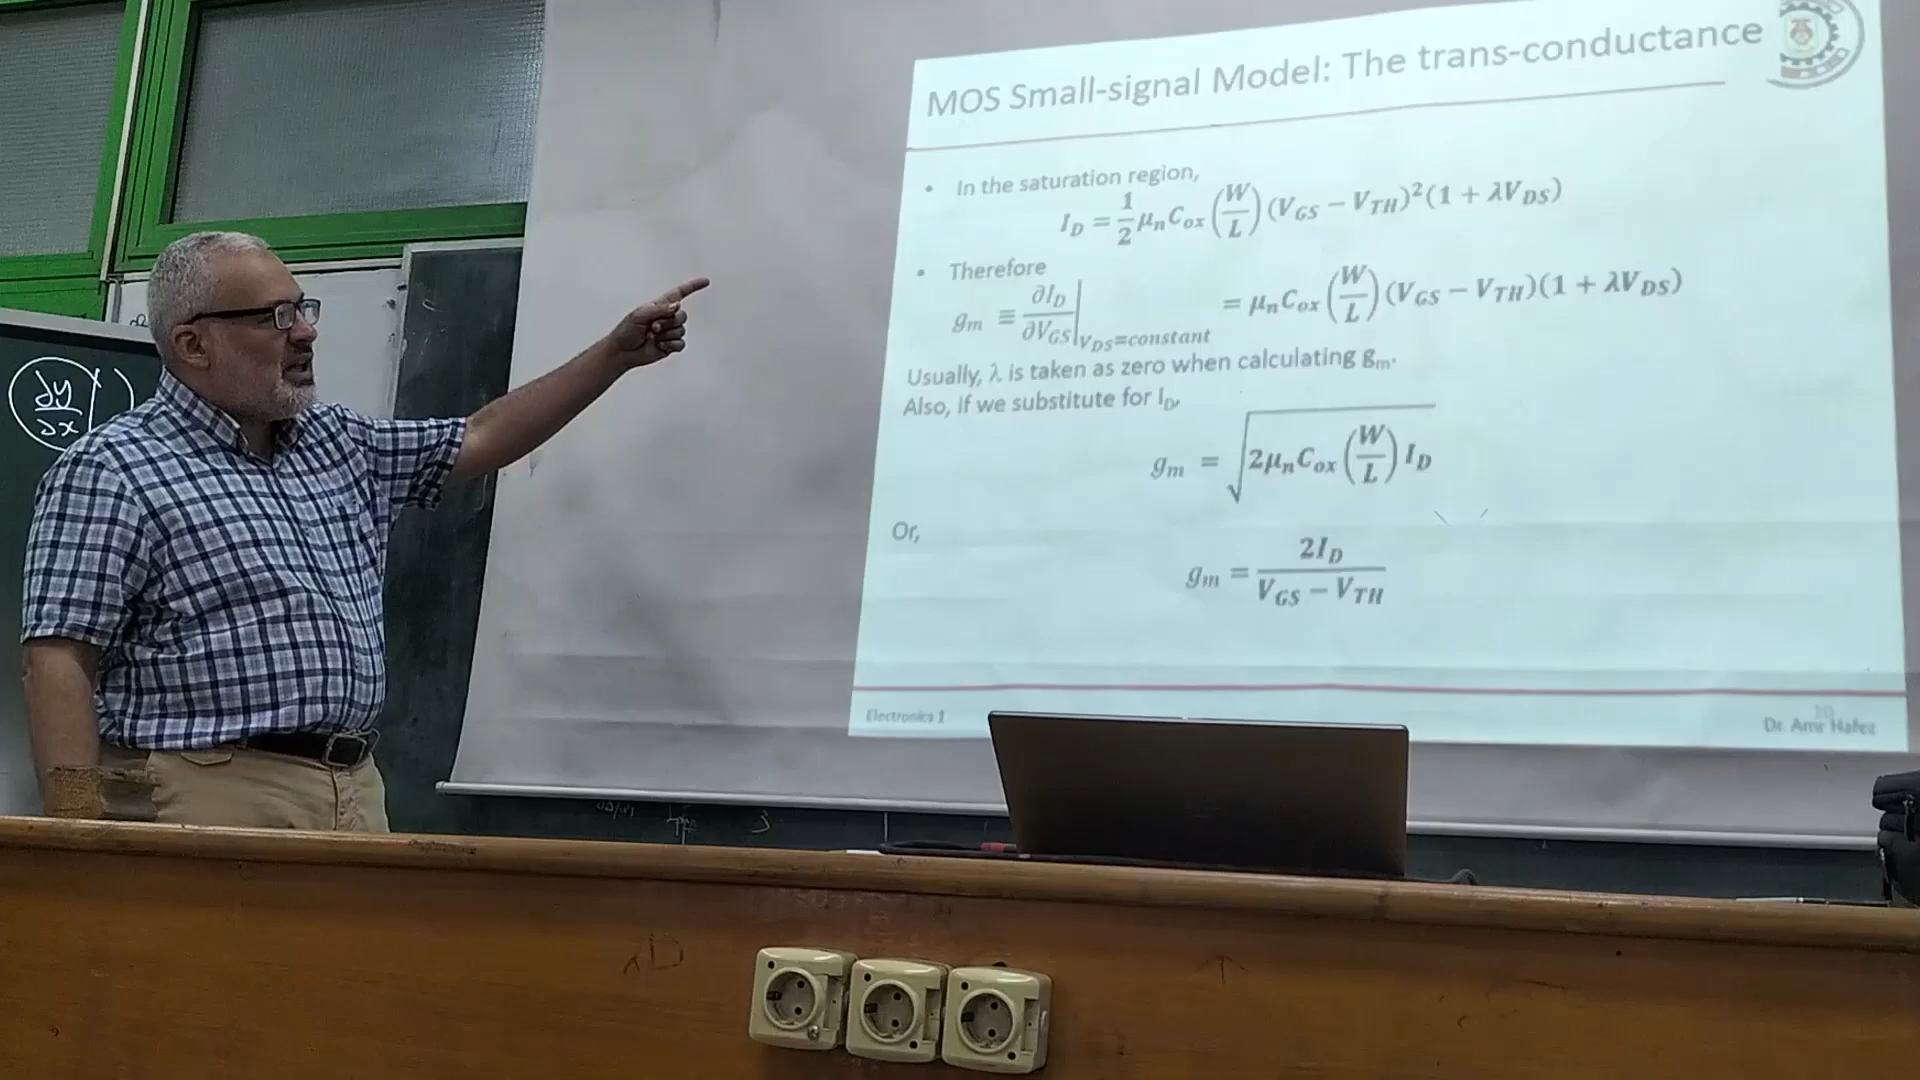 MOS Small-signal Model: The trans-conductance
• In the saturation region,
I_D = 1/2 μ_n C_ox (W/L) (V_GS − V_TH)² (1 + λV_DS)
• Therefore
g_m ≡ ∂I_D/∂V_GS |_V_DS=constant = μ_n C_ox (W/L) (V_GS − V_TH)(1 + λV_DS)
Usually, λ is taken as zero when calculating g_m.
Also, if we substitute for I_D,
g_m = √(2μ_n C_ox (W/L) I_D)
Or,
g_m = 2I_D / (V_GS − V_TH)
Electronics 1
Dr. Amr Hafez
∂y/∂x | ( )